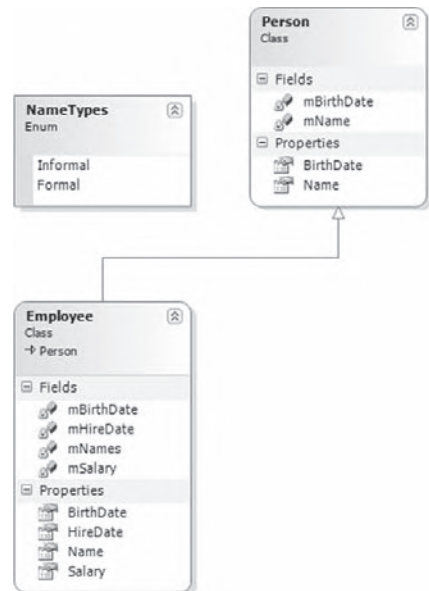 Person
Class
Fields
mBirthDate
mName
Properties
BirthDate
Name
NameTypes
Enum
Informal
Formal
Employee
Class
Person
Fields
mBirthDate
mHireDate
mNames
mSalary
Properties
BirthDate
HireDate
Name
Salary